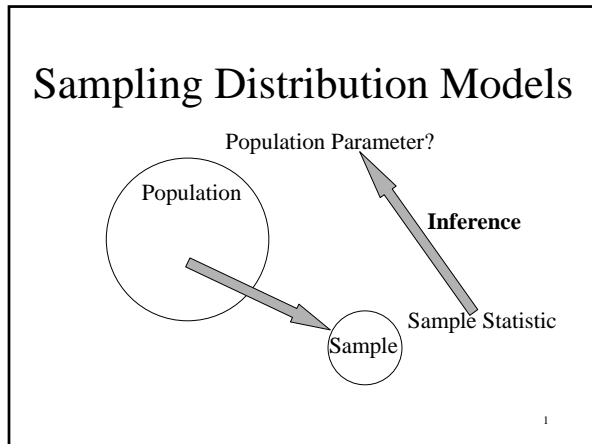 Sampling Distribution Models
Population Parameter?
Population
Inference
Sample Statistic
Sample
1